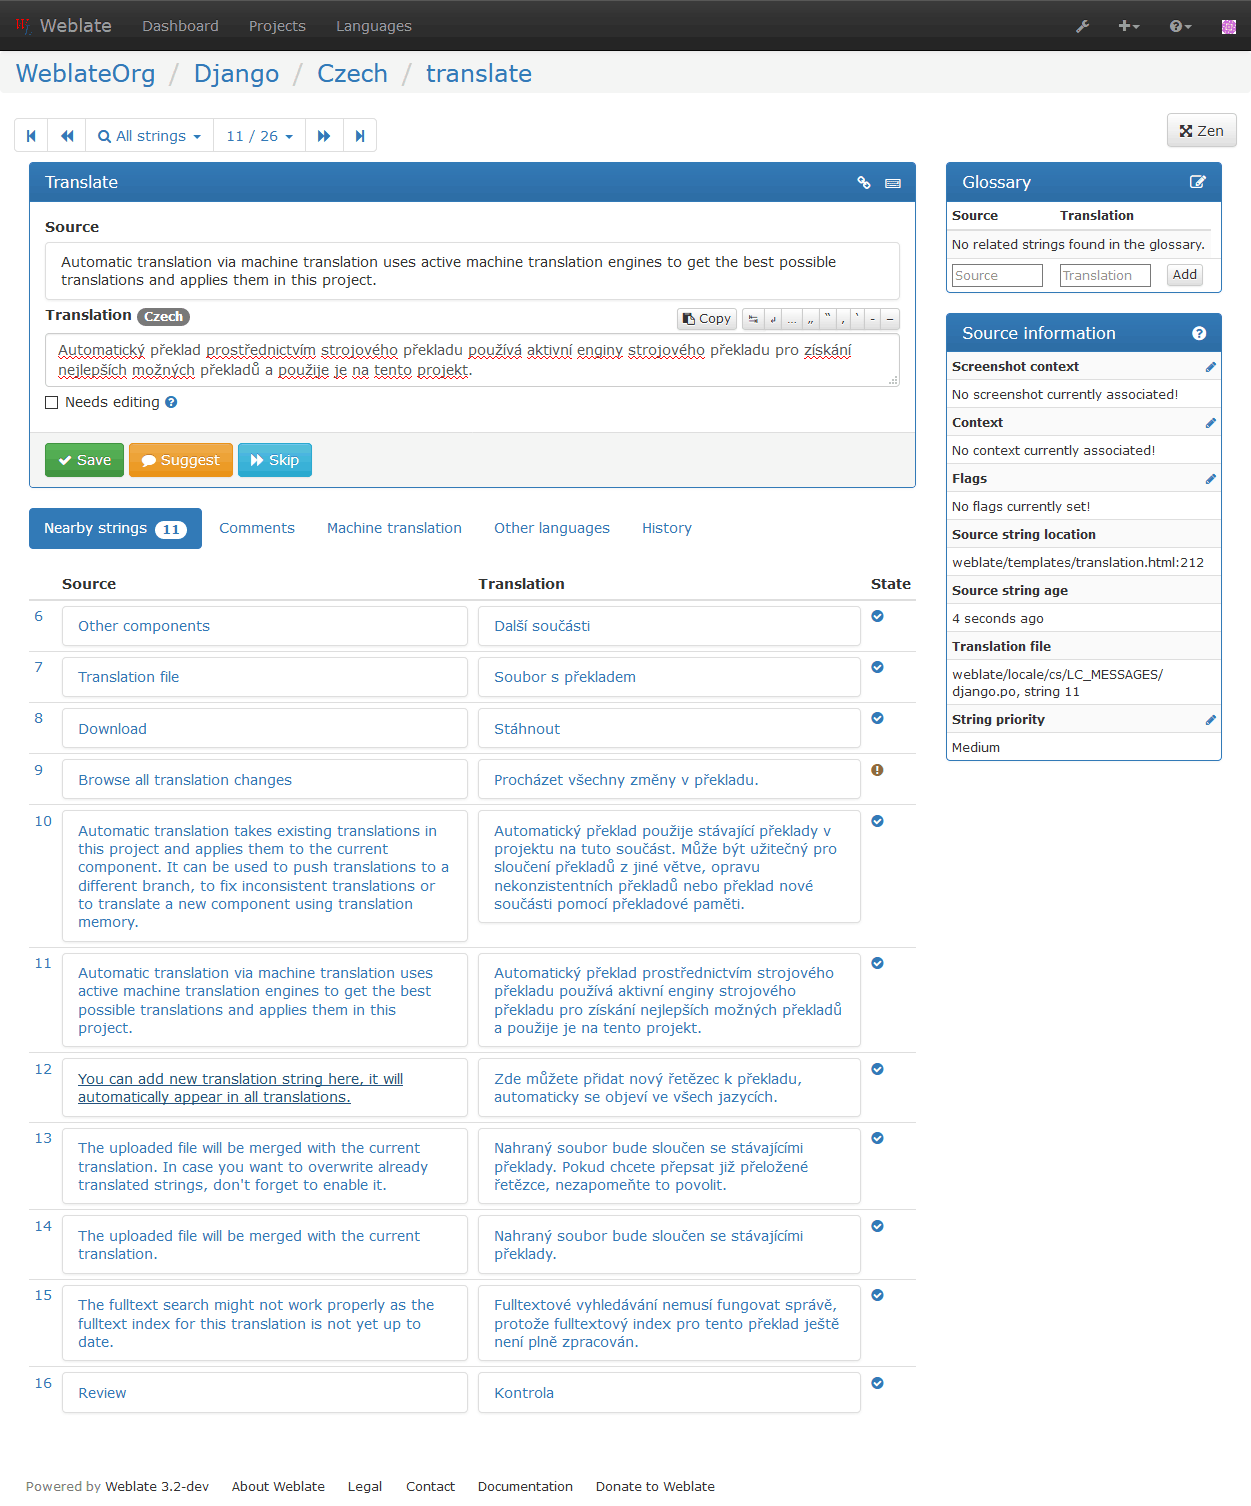 Weblate Dashboard Projects Languages
WeblateOrg / Django / Czech / translate
All strings 11 / 26 Zen
Translate
Source
Automatic translation via machine translation uses active machine translation engines to get the best possible
translations and applies them in this project.
Translation Czech Copy … „ “ ‚ ‘ - –
Automatický překlad prostřednictvím strojového překladu používá aktivní enginy strojového překladu pro získání
nejlepších možných překladů a použije je na tento projekt.
Needs editing
Save Suggest Skip
Glossary
Source Translation
No related strings found in the glossary.
Source Translation Add
Source information
Screenshot context
No screenshot currently associated!
Context
No context currently associated!
Flags
No flags currently set!
Source string location
weblate/templates/translation.html:212
Source string age
4 seconds ago
Translation file
weblate/locale/cs/LC_MESSAGES/
django.po, string 11
String priority
Medium
Nearby strings 11 Comments Machine translation Other languages History
Source Translation State
6 Other components Další součásti
7 Translation file Soubor s překladem
8 Download Stáhnout
9 Browse all translation changes Procházet všechny změny v překladu.
10
Automatic translation takes existing translations in
this project and applies them to the current
component. It can be used to push translations to a
different branch, to fix inconsistent translations or
to translate a new component using translation
memory.
Automatický překlad použije stávající překlady v
projektu na tuto součást. Může být užitečný pro
sloučení překladů z jiné větve, opravu
nekonzistentních překladů nebo překlad nové
součásti pomocí překladové paměti.
11
Automatic translation via machine translation uses
active machine translation engines to get the best
possible translations and applies them in this
project.
Automatický překlad prostřednictvím strojového
překladu používá aktivní enginy strojového
překladu pro získání nejlepších možných překladů
a použije je na tento projekt.
12
You can add new translation string here, it will
automatically appear in all translations.
Zde můžete přidat nový řetězec k překladu,
automaticky se objeví ve všech jazycích.
13
The uploaded file will be merged with the current
translation. In case you want to overwrite already
translated strings, don't forget to enable it.
Nahraný soubor bude sloučen se stávajícími
překlady. Pokud chcete přepsat již přeložené
řetězce, nezapomeňte to povolit.
14
The uploaded file will be merged with the current
translation.
Nahraný soubor bude sloučen se stávajícími
překlady.
15
The fulltext search might not work properly as the
fulltext index for this translation is not yet up to
date.
Fulltextové vyhledávání nemusí fungovat správě,
protože fulltextový index pro tento překlad ještě
není plně zpracován.
16 Review Kontrola
Powered by Weblate 3.2-dev About Weblate Legal Contact Documentation Donate to Weblate